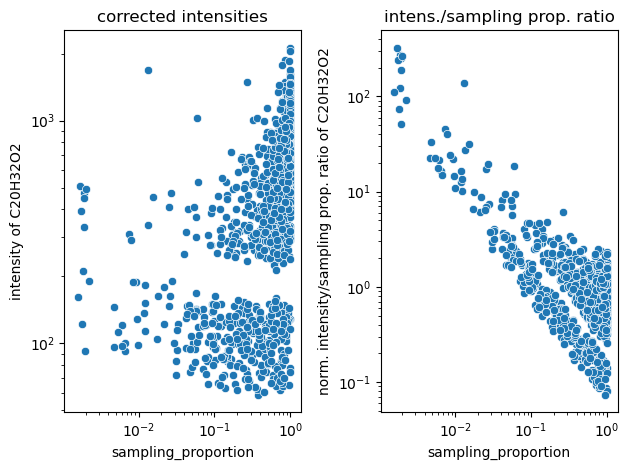 corrected intensities
intensity of C20H32O2
10³
10²
10⁻²
10⁻¹
10⁰
sampling_proportion
intens./sampling prop. ratio
norm. intensity/sampling prop. ratio of C20H32O2
10²
10¹
10⁰
10⁻¹
10⁻²
10⁻¹
10⁰
sampling_proportion